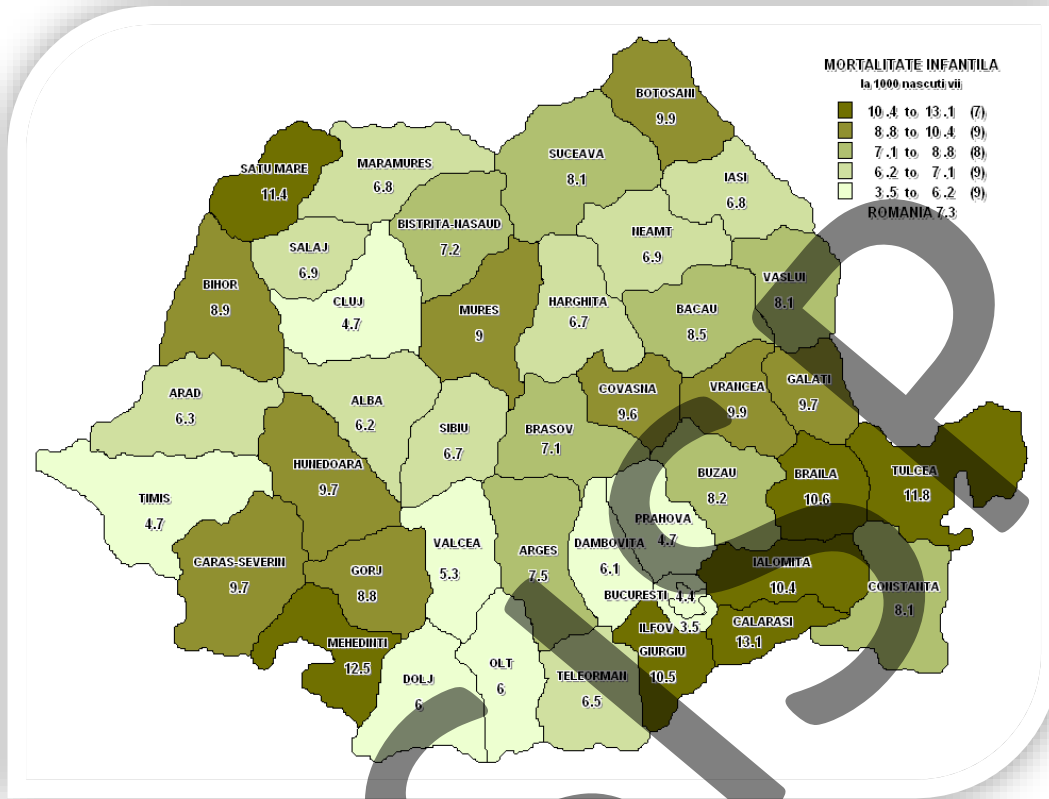 MORTALITATE INFANTILA
la 1000 nascuti vii
10.4 to 13.1 (7)
8.8 to 10.4 (9)
7.1 to 8.8 (8)
6.2 to 7.1 (9)
3.5 to 6.2 (9)
ROMANIA 7.3
BOTOSANI
9.9
SUCEAVA
8.1
SATU MARE
11.4
MARAMURES
6.8
IASI
6.8
BISTRITA-NASAUD
7.2
SALAJ
6.9
NEAMT
6.9
BIHOR
8.9
CLUJ
4.7
MURES
9
HARGHITA
6.7
BACAU
8.5
VASLUI
8.1
ARAD
6.3
ALBA
6.2
SIBIU
6.7
BRASOV
7.1
COVASNA
9.6
VRANCEA
9.9
GALATI
9.7
HUNEDOARA
9.7
TIMIS
4.7
BUZAU
8.2
BRAILA
10.6
TULCEA
11.8
CARAS-SEVERIN
9.7
GORJ
8.8
VALCEA
5.3
ARGES
7.5
DAMBOVITA
6.1
PRAHOVA
4.7
IALOMITA
10.4
CONSTANTA
8.1
BUCURESTI 4.4
ILFOV 3.5
CALARASI
13.1
MEHEDINTI
12.5
DOLJ
6
OLT
6
TELEORMAN
6.5
GIURGIU
10.5